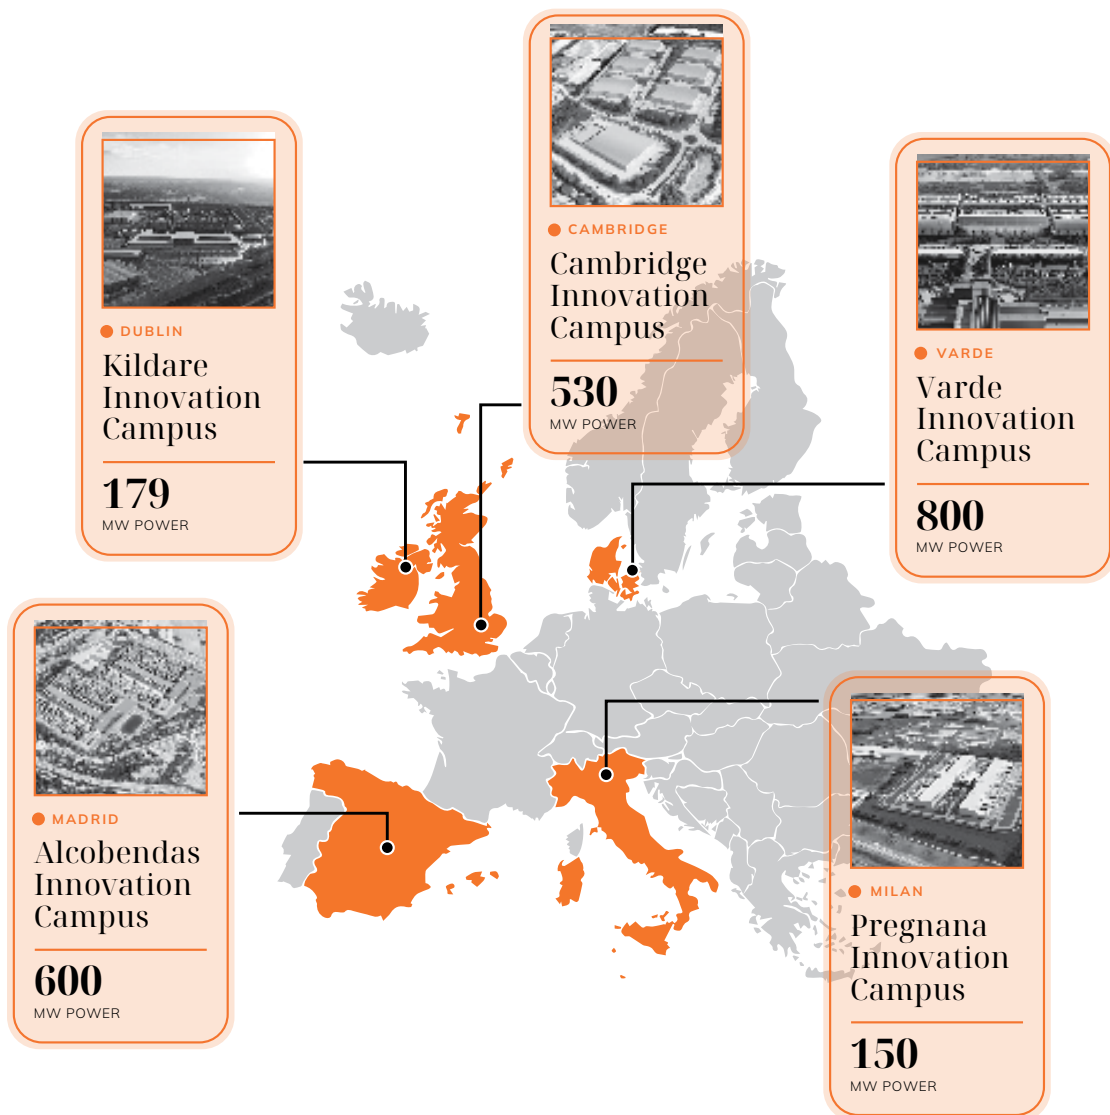 CAMBRIDGE
Cambridge
Innovation
Campus
530
MW POWER
DUBLIN
Kildare
Innovation
Campus
179
MW POWER
VARDE
Varde
Innovation
Campus
800
MW POWER
MADRID
Alcobendas
Innovation
Campus
600
MW POWER
MILAN
Pregnana
Innovation
Campus
150
MW POWER